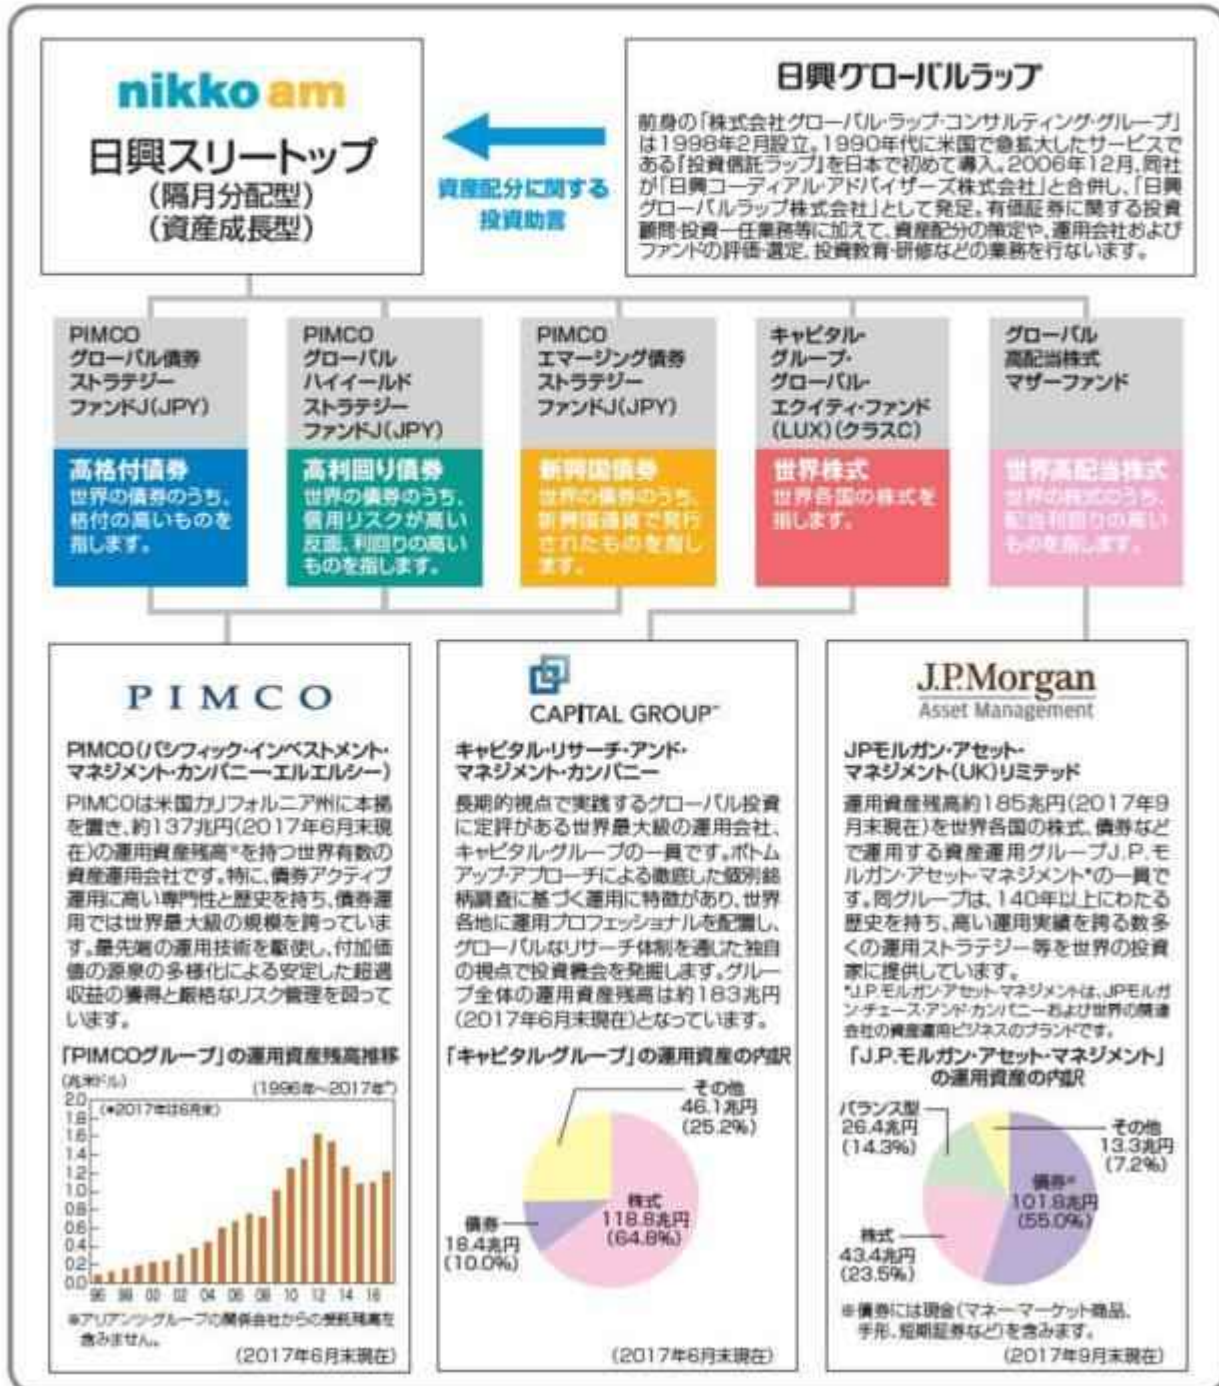 nikko am
日興スリートップ
(隔月分配型)
(資産成長型)
資産配分に関する
投資助言
日興グローバルラップ
前身の「株式会社グローバル・ラップ・コンサルティング・グループ」
は1998年2月設立。1990年代に米国で急拡大したサービスで
ある『投資信託ラップ』を日本で初めて導入。2006年12月、同社
が「日興コーディアル・アドバイザーズ株式会社」と合併し、「日興
グローバルラップ株式会社」として発足。有価証券に関する投資
顧問・投資一任業務等に加えて、資産配分の策定や、運用会社および
ファンドの評価・選定、投資教育・研修などの業務を行ないます。
PIMCO
グローバル債券
ストラテジー
ファンドJ(JPY)
高格付債券
世界の債券のうち、
格付の高いものを
指します。
PIMCO
グローバル
ハイイールド
ストラテジー
ファンドJ(JPY)
高利回り債券
世界の債券のうち、
信用リスクが高い
反面、利回りの高い
ものを指します。
PIMCO
エマージング債券
ストラテジー
ファンドJ(JPY)
新興国債券
世界の債券のうち、
新興国通貨で発行
されたものを指し
ます。
キャピタル・
グループ・
グローバル・
エクイティ・ファンド
(LUX)(クラスC)
世界株式
世界各国の株式を
指します。
グローバル
高配当株式
マザーファンド
世界高配当株式
世界の株式のうち、
配当利回りの高い
ものを指します。
PIMCO
PIMCO(パシフィック・インベストメント・
マネジメント・カンパニー・エルエルシー)
PIMCOは米国カリフォルニア州に本拠
を置き、約137兆円(2017年6月末現
在)の運用資産残高※を持つ世界有数の
資産運用会社です。特に、債券アクティブ
運用に高い専門性と歴史を持ち、債券運
用では世界最大級の規模を誇っていま
す。最先端の運用技術を駆使し、付加価
値の源泉の多様化による安定した超過
収益の獲得と厳格なリスク管理を図って
います。
「PIMCOグループ」の運用資産残高推移
(兆米ドル)
(1996年~2017年*)
(*2017年は6月末)
2.0
1.8
1.6
1.4
1.2
1.0
0.8
0.6
0.4
0.2
0.0
96 98 00 02 04 06 08 10 12 14 16
※アリアンツ・グループの関係会社からの受託残高を
含みません。
(2017年6月末現在)
CAPITAL GROUP℠
キャピタル・リサーチ・アンド・
マネジメント・カンパニー
長期的視点で実践するグローバル投資
に定評がある世界最大級の運用会社、
キャピタル・グループの一員です。ボトム
アップ・アプローチによる徹底した個別銘
柄調査に基づく運用に特徴があり、世界
各地に運用プロフェッショナルを配置し、
グローバルなリサーチ体制を通じた独自
の視点で投資機会を発掘します。グルー
プ全体の運用資産残高は約183兆円
(2017年6月末現在)となっています。
「キャピタル・グループ」の運用資産の内訳
その他
46.1兆円
(25.2%)
株式
118.8兆円
(64.8%)
債券
18.4兆円
(10.0%)
(2017年6月末現在)
J.P.Morgan
Asset Management
JPモルガン・アセット・
マネジメント(UK)リミテッド
運用資産残高約185兆円(2017年9
月末現在)を世界各国の株式、債券など
で運用する資産運用グループJ.P.モ
ルガン・アセット・マネジメント*の一員で
す。同グループは、140年以上にわたる
歴史を持ち、高い運用実績を誇る数多
くの運用ストラテジー等を世界の投資
家に提供しています。
*J.P.モルガン・アセット・マネジメントは、JPモルガ
ン・チェース・アンド・カンパニーおよび世界の関連
会社の資産運用ビジネスのブランドです。
「J.P.モルガン・アセット・マネジメント」
の運用資産の内訳
バランス型
26.4兆円
(14.3%)
その他
13.3兆円
(7.2%)
債券※
101.8兆円
(55.0%)
株式
43.4兆円
(23.5%)
※債券には現金(マネー・マーケット商品、
手形、短期証券など)を含みます。
(2017年9月末現在)